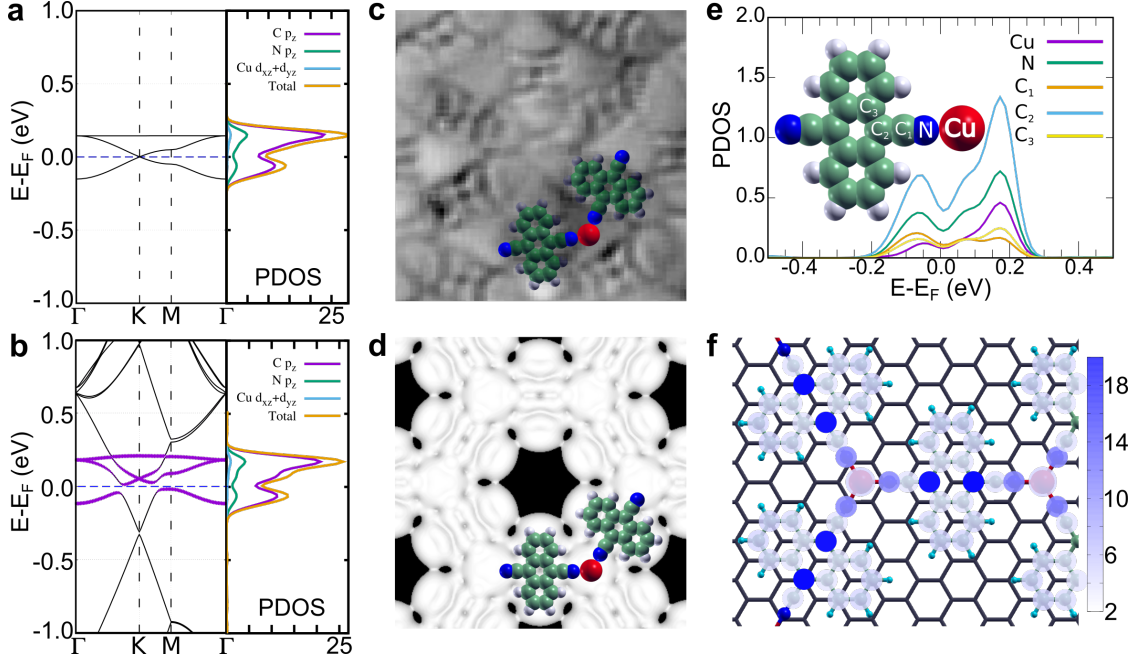 a
E-E_F (eV)
1.0
0.5
0.0
-0.5
-1.0
Γ K M Γ 25
C p_z
N p_z
Cu d_xz+d_yz
Total
PDOS
b
E-E_F (eV)
1.0
0.5
0.0
-0.5
-1.0
Γ K M Γ 25
C p_z
N p_z
Cu d_xz+d_yz
Total
PDOS
c
d
e
PDOS
2.0
1.5
1.0
0.5
0.0
-0.4 -0.2 0.0 0.2 0.4
E-E_F (eV)
Cu
N
C_1
C_2
C_3
C_3
C_2 C_1 N Cu
f
18
14
10
6
2